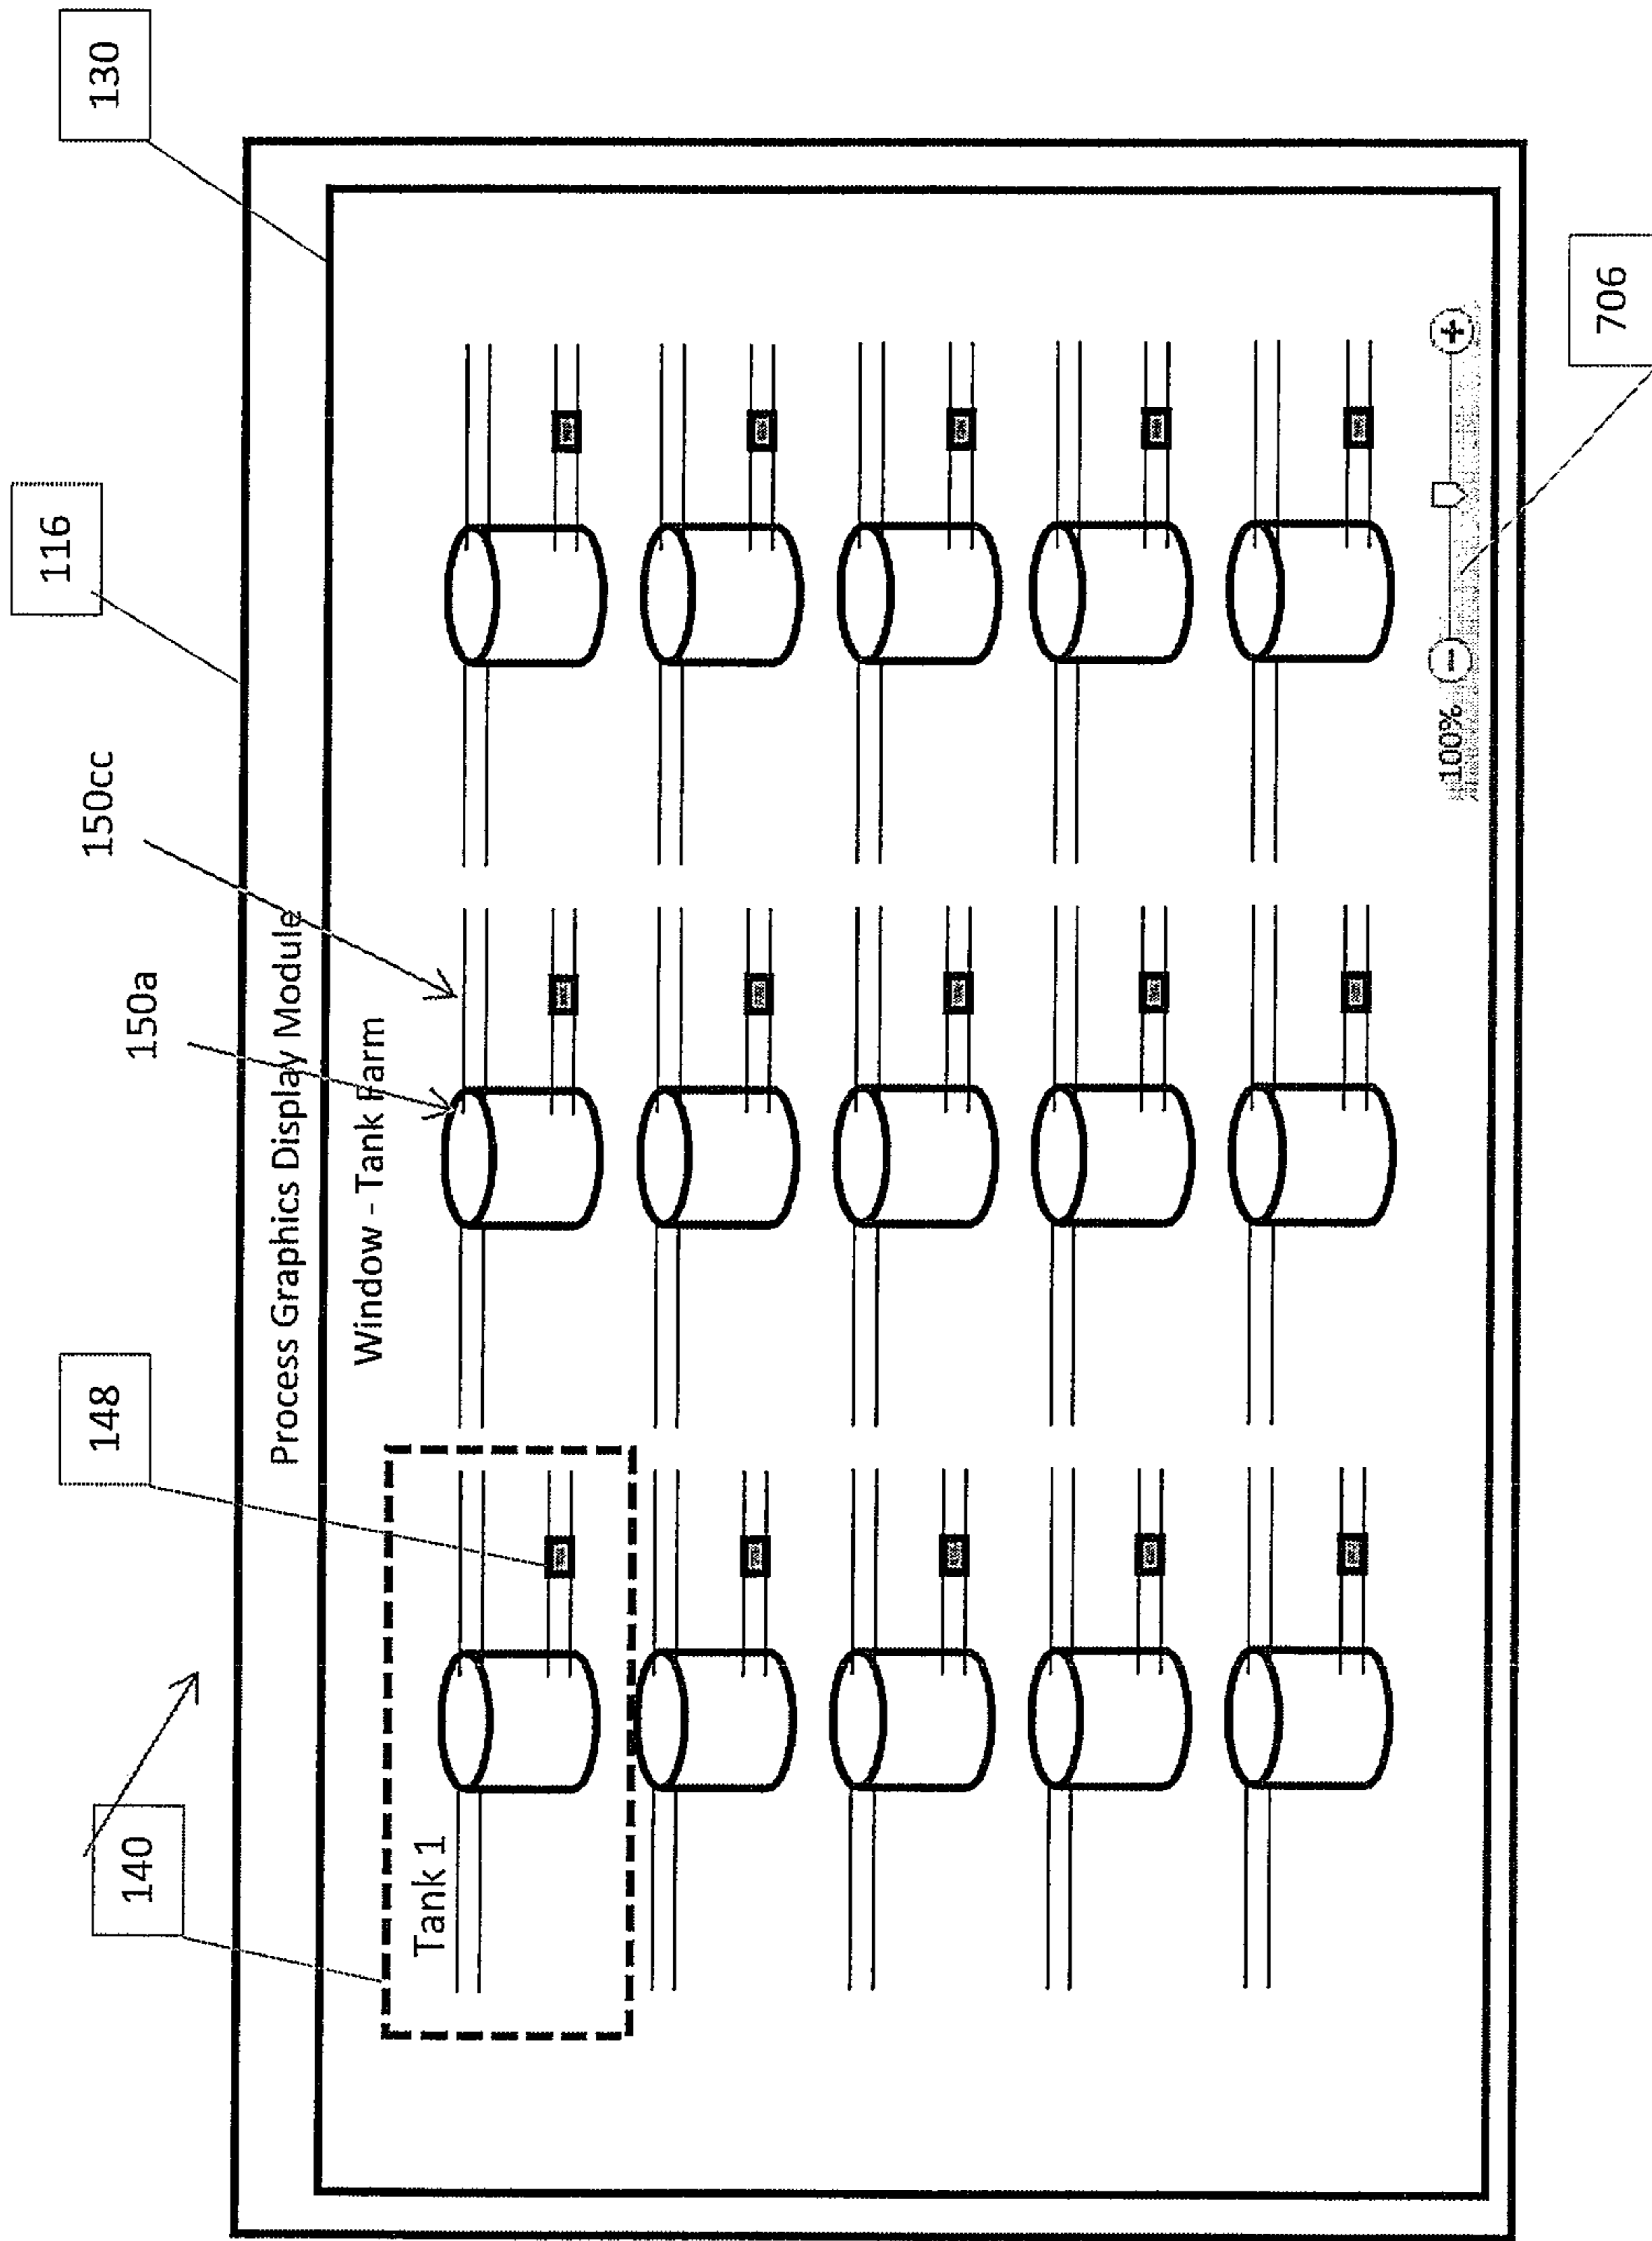 116
130
148
150a
150cc
140
Process Graphics Display Module
Window - Tank Farm
Tank 1
100%
706